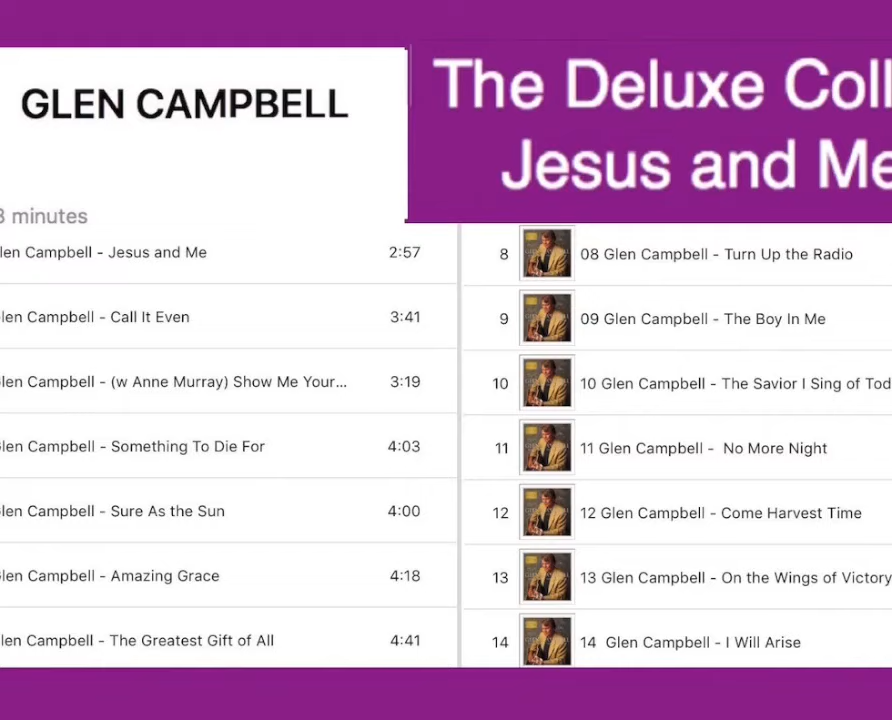 GLEN CAMPBELL
The Deluxe Coll
Jesus and Me
3 minutes
len Campbell - Jesus and Me 2:57
len Campbell - Call It Even 3:41
len Campbell - (w Anne Murray) Show Me Your... 3:19
len Campbell - Something To Die For 4:03
len Campbell - Sure As the Sun 4:00
len Campbell - Amazing Grace 4:18
len Campbell - The Greatest Gift of All 4:41
8 08 Glen Campbell - Turn Up the Radio
9 09 Glen Campbell - The Boy In Me
10 10 Glen Campbell - The Savior I Sing of Tod
11 11 Glen Campbell - No More Night
12 12 Glen Campbell - Come Harvest Time
13 13 Glen Campbell - On the Wings of Victory
14 14 Glen Campbell - I Will Arise